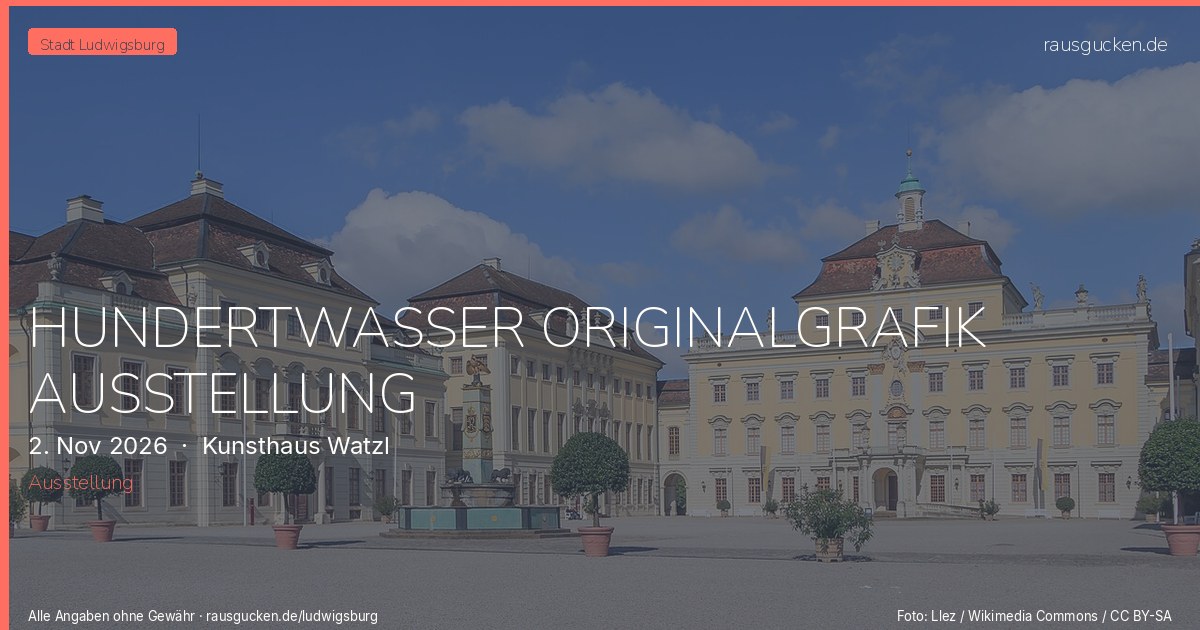 Stadt Ludwigsburg
rausgucken.de
HUNDERTWASSER ORIGINALGRAFIK
AUSSTELLUNG
2. Nov 2026 · Kunsthaus Watzl
Ausstellung
Alle Angaben ohne Gewähr · rausgucken.de/ludwigsburg
Foto: Llez / Wikimedia Commons / CC BY-SA